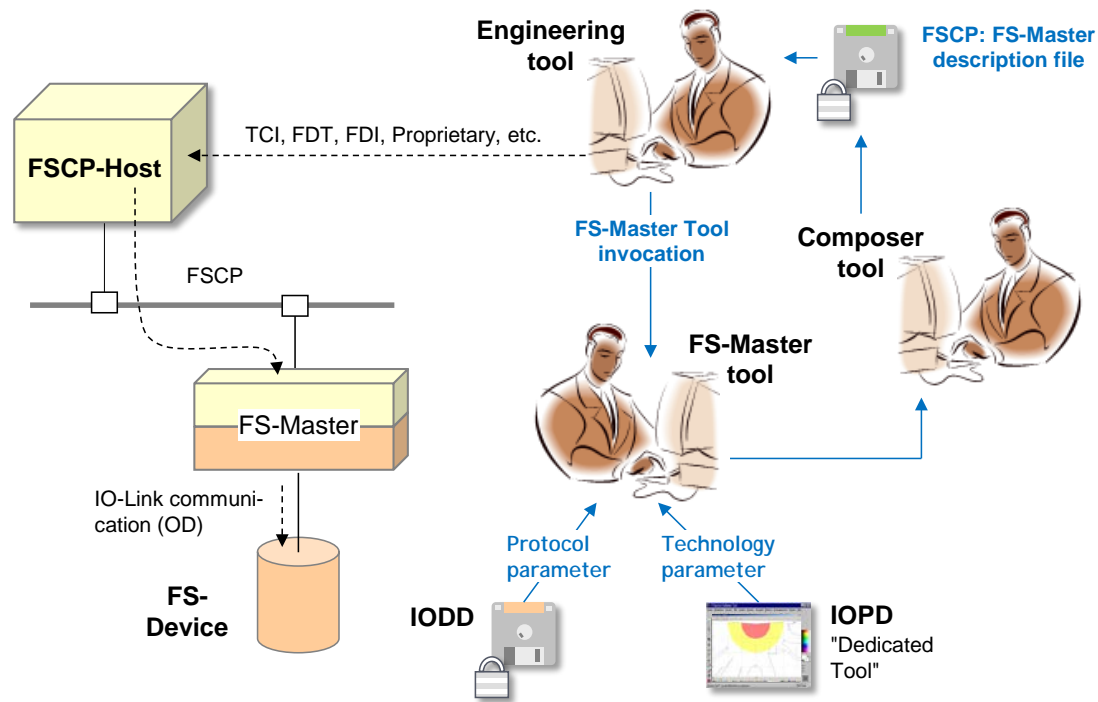 Engineering
tool
FSCP: FS-Master
description file
TCI, FDT, FDI, Proprietary, etc.
FSCP-Host
FS-Master Tool
invocation
Composer
tool
FSCP
FS-Master
tool
FS-Master
IO-Link communi-
cation (OD)
Protocol
parameter
Technology
parameter
FS-
Device
IODD
IOPD
"Dedicated
Tool"